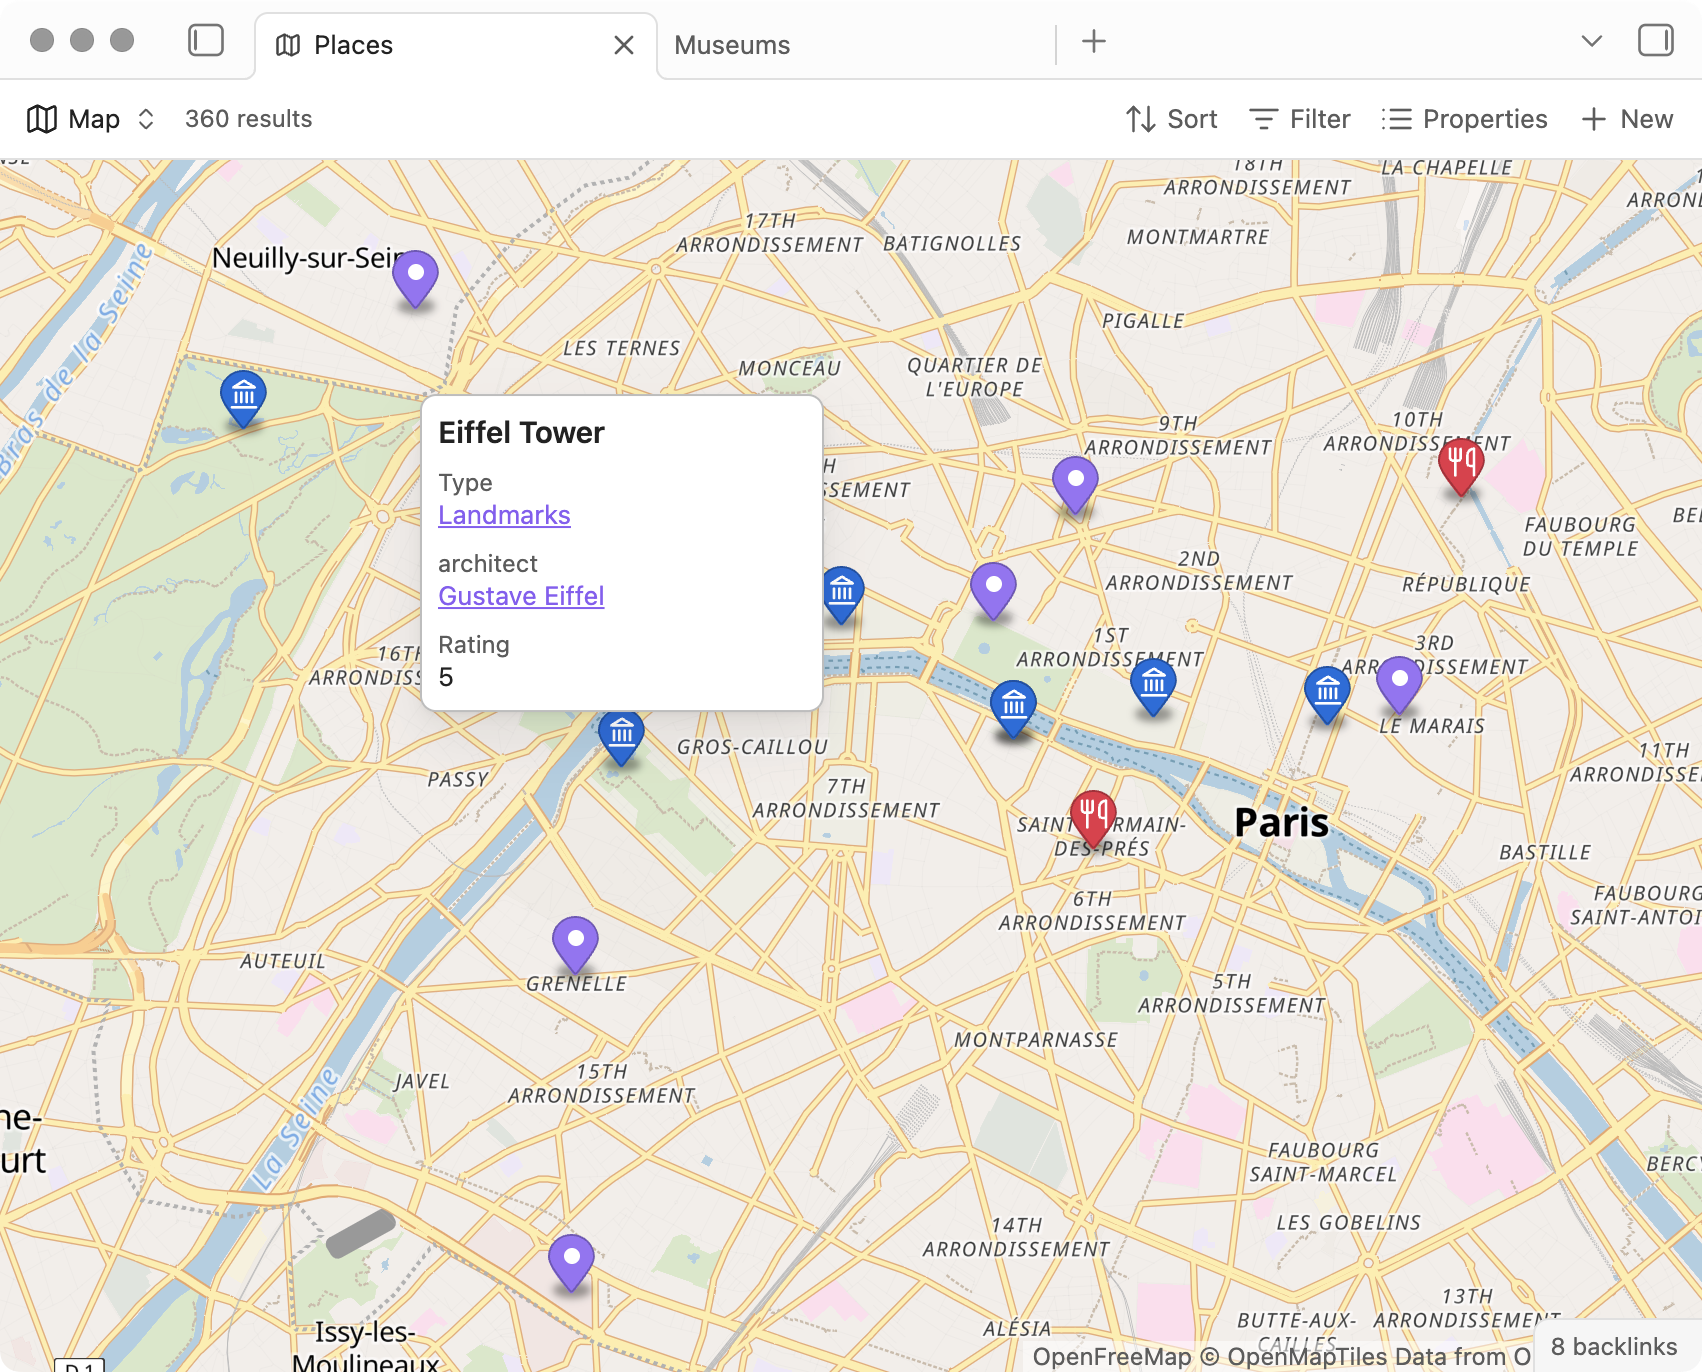 Places
Museums
Map
360 results
Sort
Filter
Properties
New
18TH
ARRONDISSEMENT
LA CHAPELLE
17TH
ARRONDISSEMENT
BATIGNOLLES
MONTMARTRE
Neuilly-sur-Sein
Bras de la Seine
PIGALLE
LES TERNES
MONCEAU
QUARTIER DE
L'EUROPE
9TH
ARRONDISSEMENT
10TH
ARRONDISSEMENT
Eiffel Tower
Type
Landmarks
architect
Gustave Eiffel
Rating
5
FAUBOURG
DU TEMPLE
2ND
ARRONDISSEMENT
RÉPUBLIQUE
1ST
ARRONDISSEMENT
3RD
ARRONDISSEMENT
16TH
ARRONDISS
LE MARAIS
GROS-CAILLOU
PASSY
7TH
ARRONDISSEMENT
11TH
ARRONDISSE
Paris
DES-PRÉS
BASTILLE
6TH
ARRONDISSEMENT
FAUBOURG
SAINT-ANTOI
AUTEUIL
GRENELLE
5TH
ARRONDISSEMENT
MONTPARNASSE
15TH
ARRONDISSEMENT
JAVEL
La Seine
FAUBOURG
SAINT-MARCEL
BERCY
LES GOBELINS
14TH
ARRONDISSEMENT
13TH
ARRONDISSEMENT
BUTTE-AUX-
CAILLES
ALÉSIA
Issy-les-
Moulineaux
D 1
OpenFreeMap © OpenMapTiles Data from O
8 backlinks